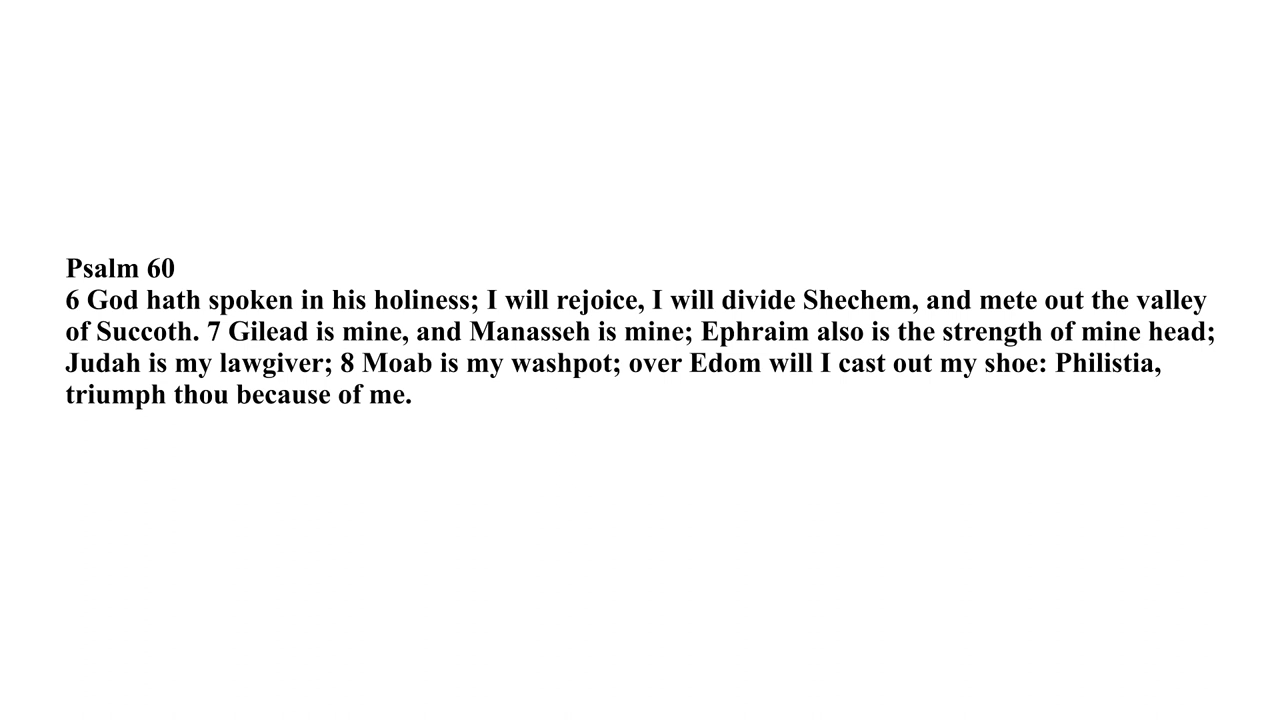 Psalm 60
6 God hath spoken in his holiness; I will rejoice, I will divide Shechem, and mete out the valley
of Succoth. 7 Gilead is mine, and Manasseh is mine; Ephraim also is the strength of mine head;
Judah is my lawgiver; 8 Moab is my washpot; over Edom will I cast out my shoe: Philistia,
triumph thou because of me.